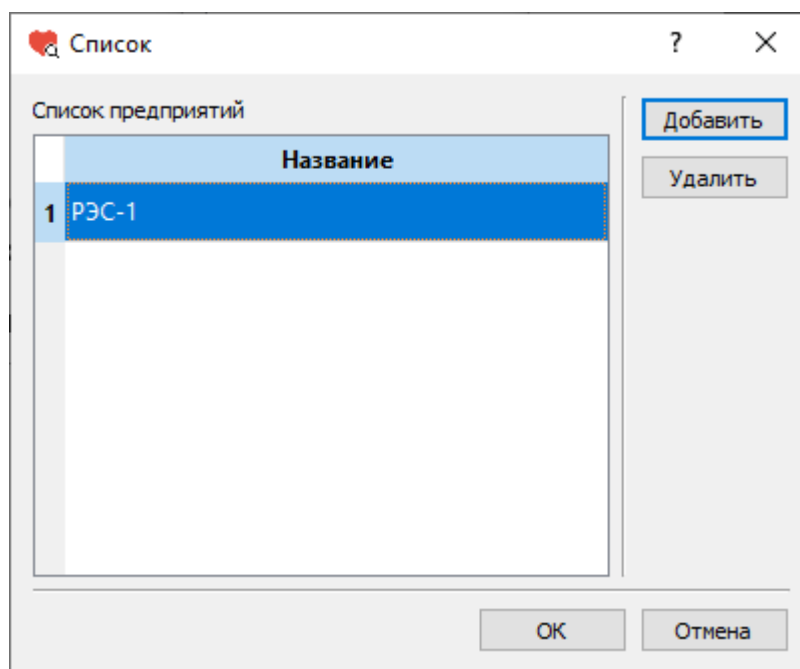 Список
?
Список предприятий
Добавить
Название
Удалить
1 РЭС-1
OK
Отмена